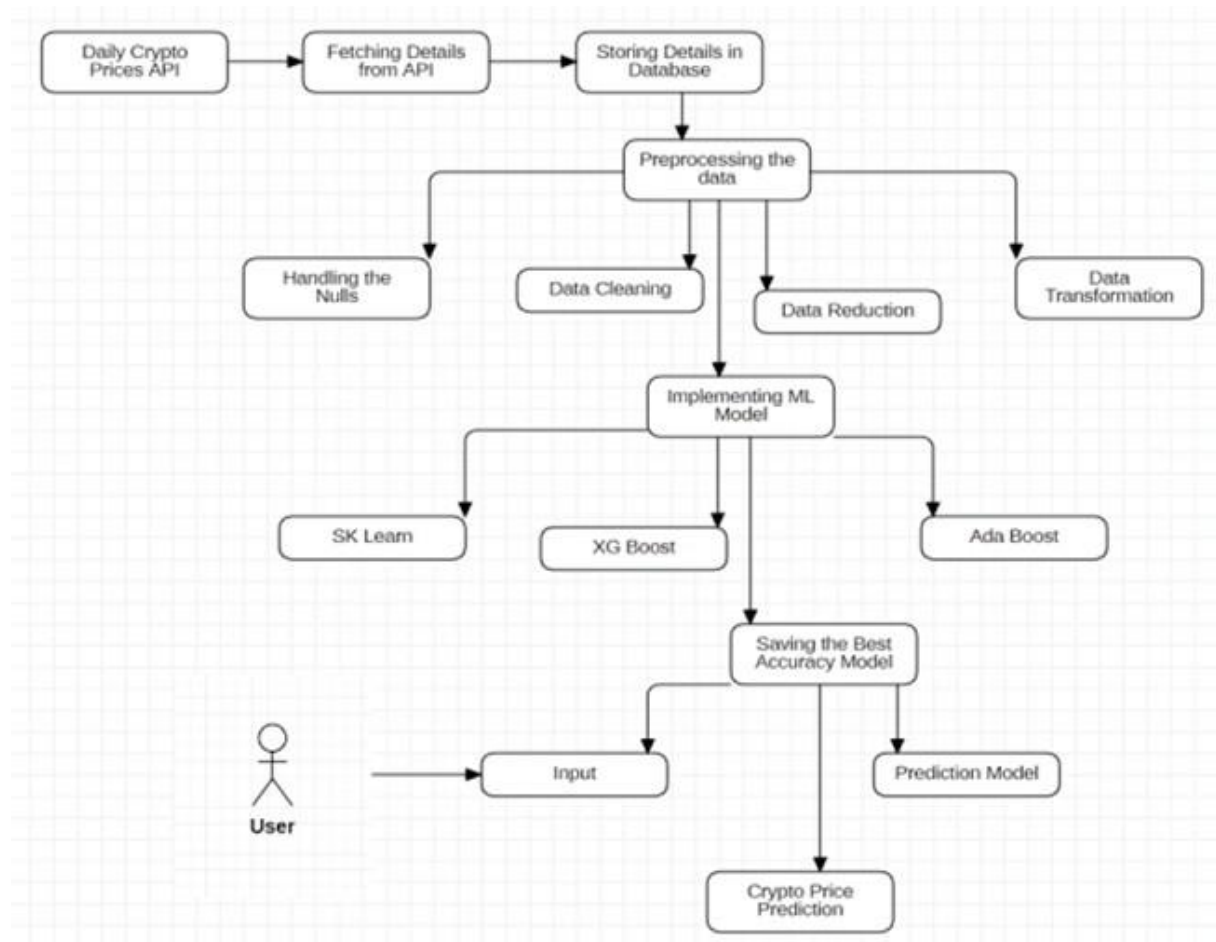 Daily Crypto
Prices API
Fetching Details
from API
Storing Details in
Database
Preprocessing the
data
Handling the
Nulls
Data Cleaning
Data Reduction
Data
Transformation
Implementing ML
Model
SK Learn
XG Boost
Ada Boost
Saving the Best
Accuracy Model
User
Input
Prediction Model
Crypto Price
Prediction